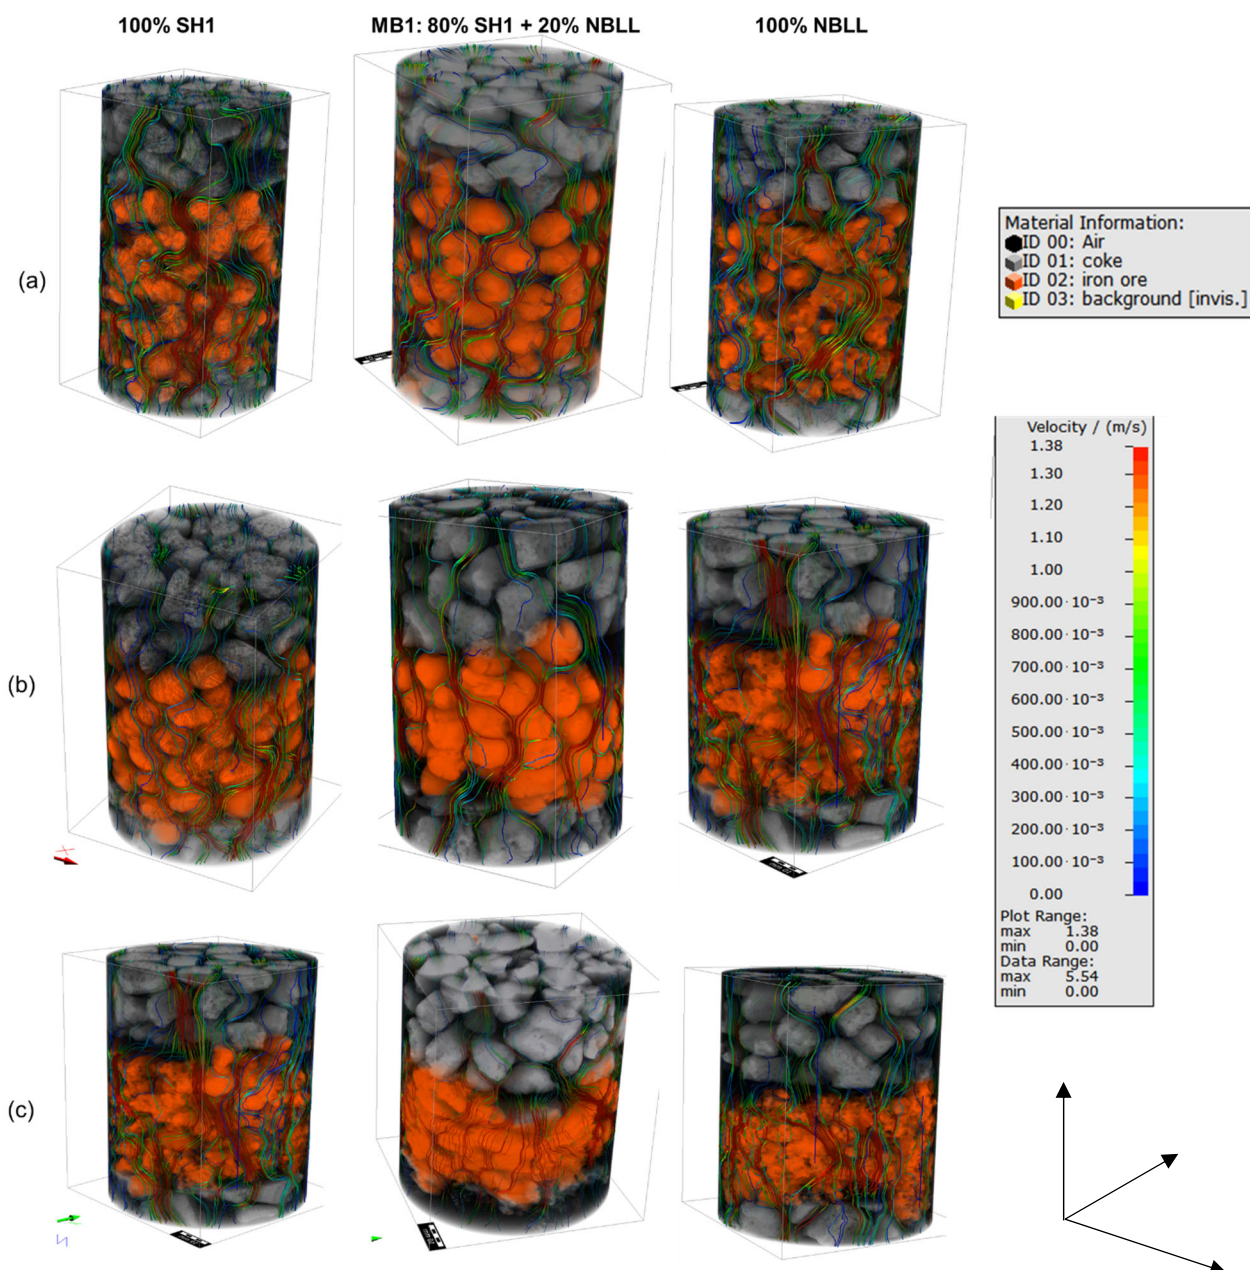 100% SH1
MB1: 80% SH1 + 20% NBLL
100% NBLL
(a)
Material Information:
ID 00: Air
ID 01: coke
ID 02: iron ore
ID 03: background [invis.]
Velocity / (m/s)
1.38
1.30
1.20
1.10
1.00
900.00·10⁻³
800.00·10⁻³
700.00·10⁻³
600.00·10⁻³
500.00·10⁻³
400.00·10⁻³
300.00·10⁻³
200.00·10⁻³
100.00·10⁻³
0.00
Plot Range:
max 1.38
min 0.00
Data Range:
max 5.54
min 0.00
(b)
X
(c)